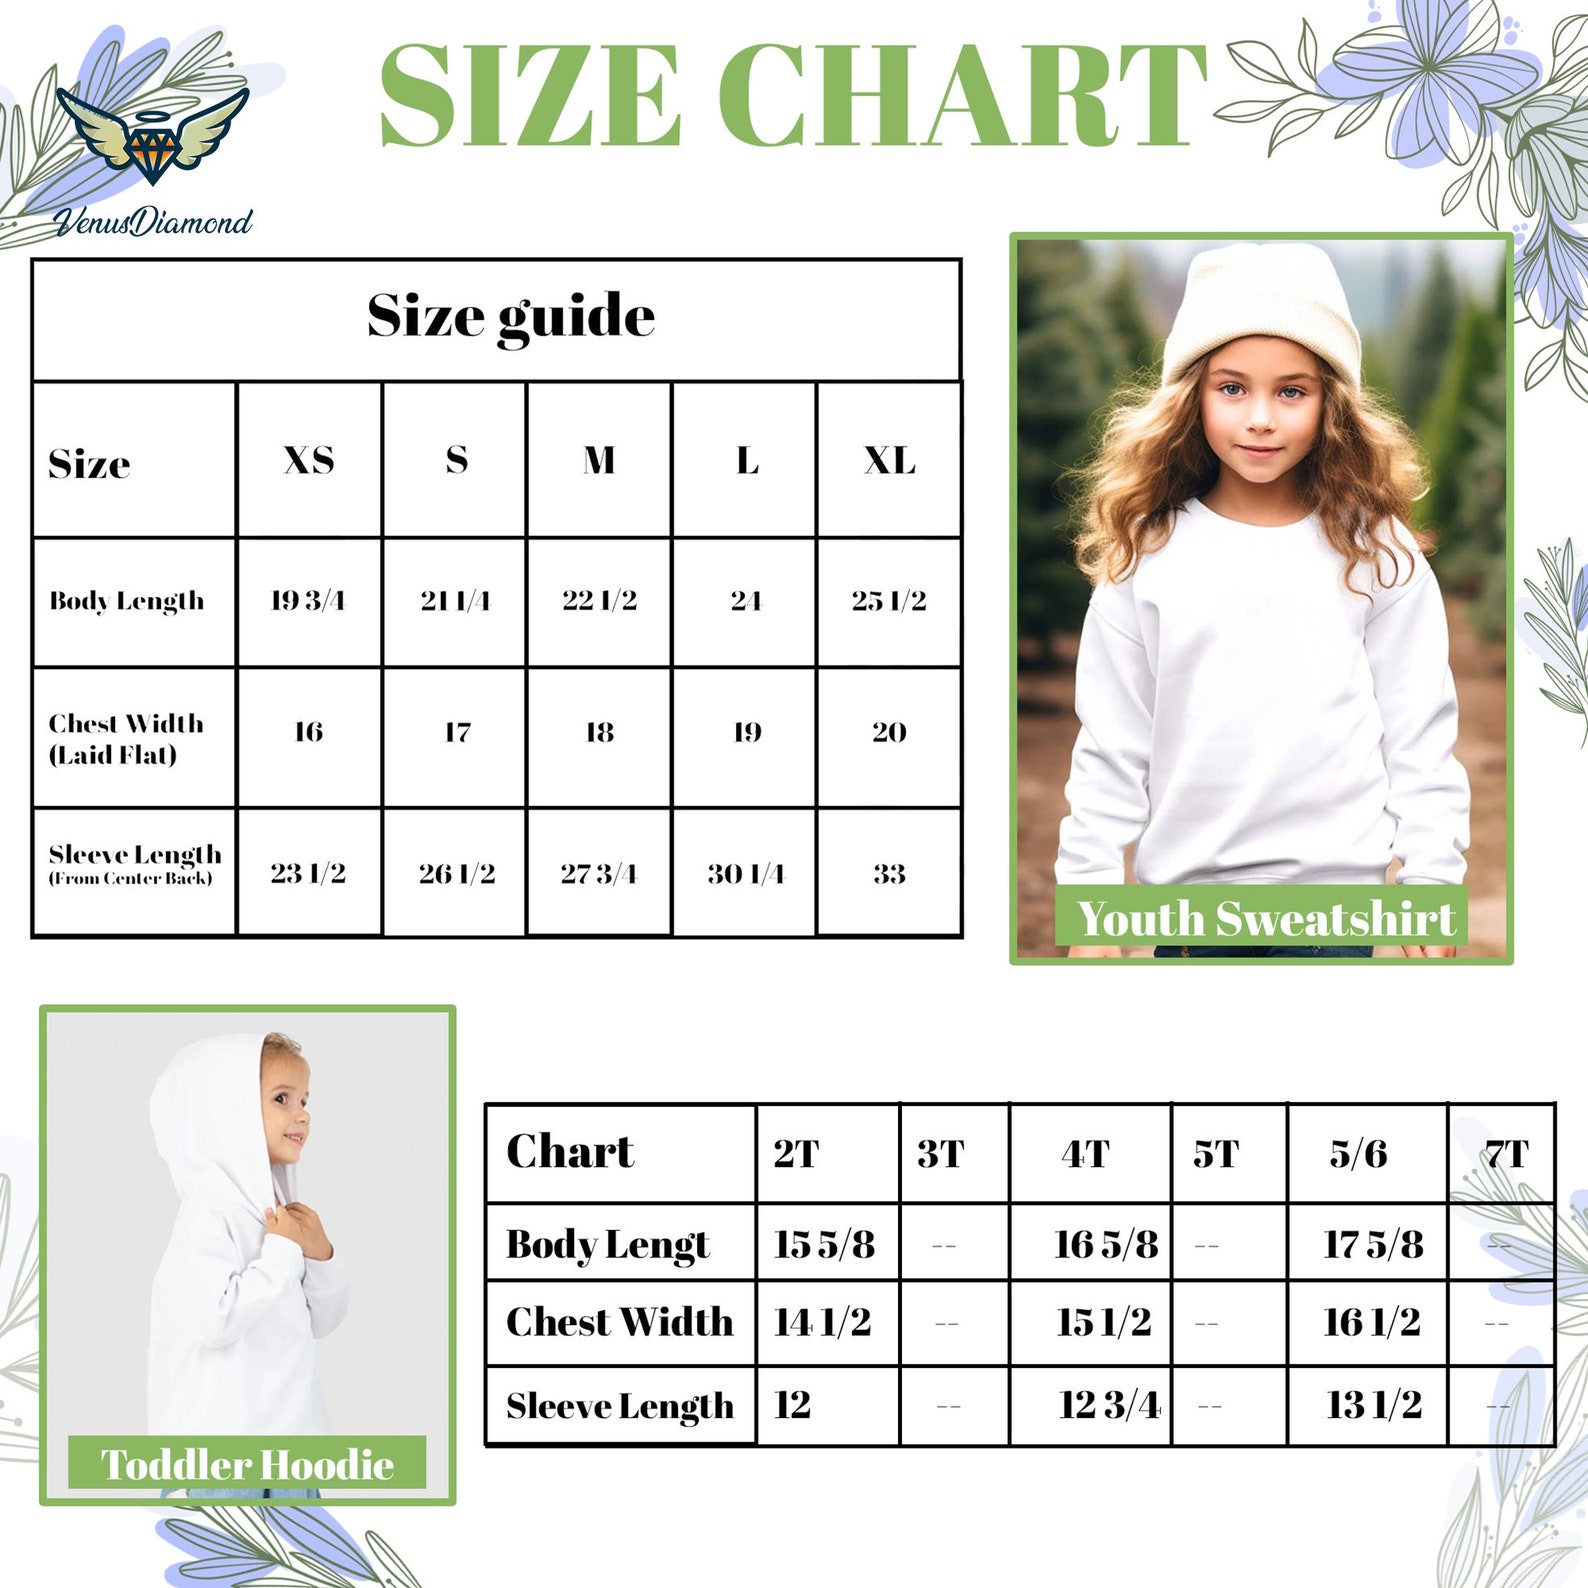 SIZE CHART
VenusDiamond
Size guide
Size XS S M L XL
Body Length 19 3/4 21 1/4 22 1/2 24 25 1/2
Chest Width
(Laid Flat) 16 17 18 19 20
Sleeve Length
(From Center Back) 23 1/2 26 1/2 27 3/4 30 1/4 33
Youth Sweatshirt
Toddler Hoodie
Chart 2T 3T 4T 5T 5/6 7T
Body Lengt 15 5/8 -- 16 5/8 -- 17 5/8 --
Chest Width 14 1/2 -- 15 1/2 -- 16 1/2 --
Sleeve Length 12 -- 12 3/4 -- 13 1/2 --